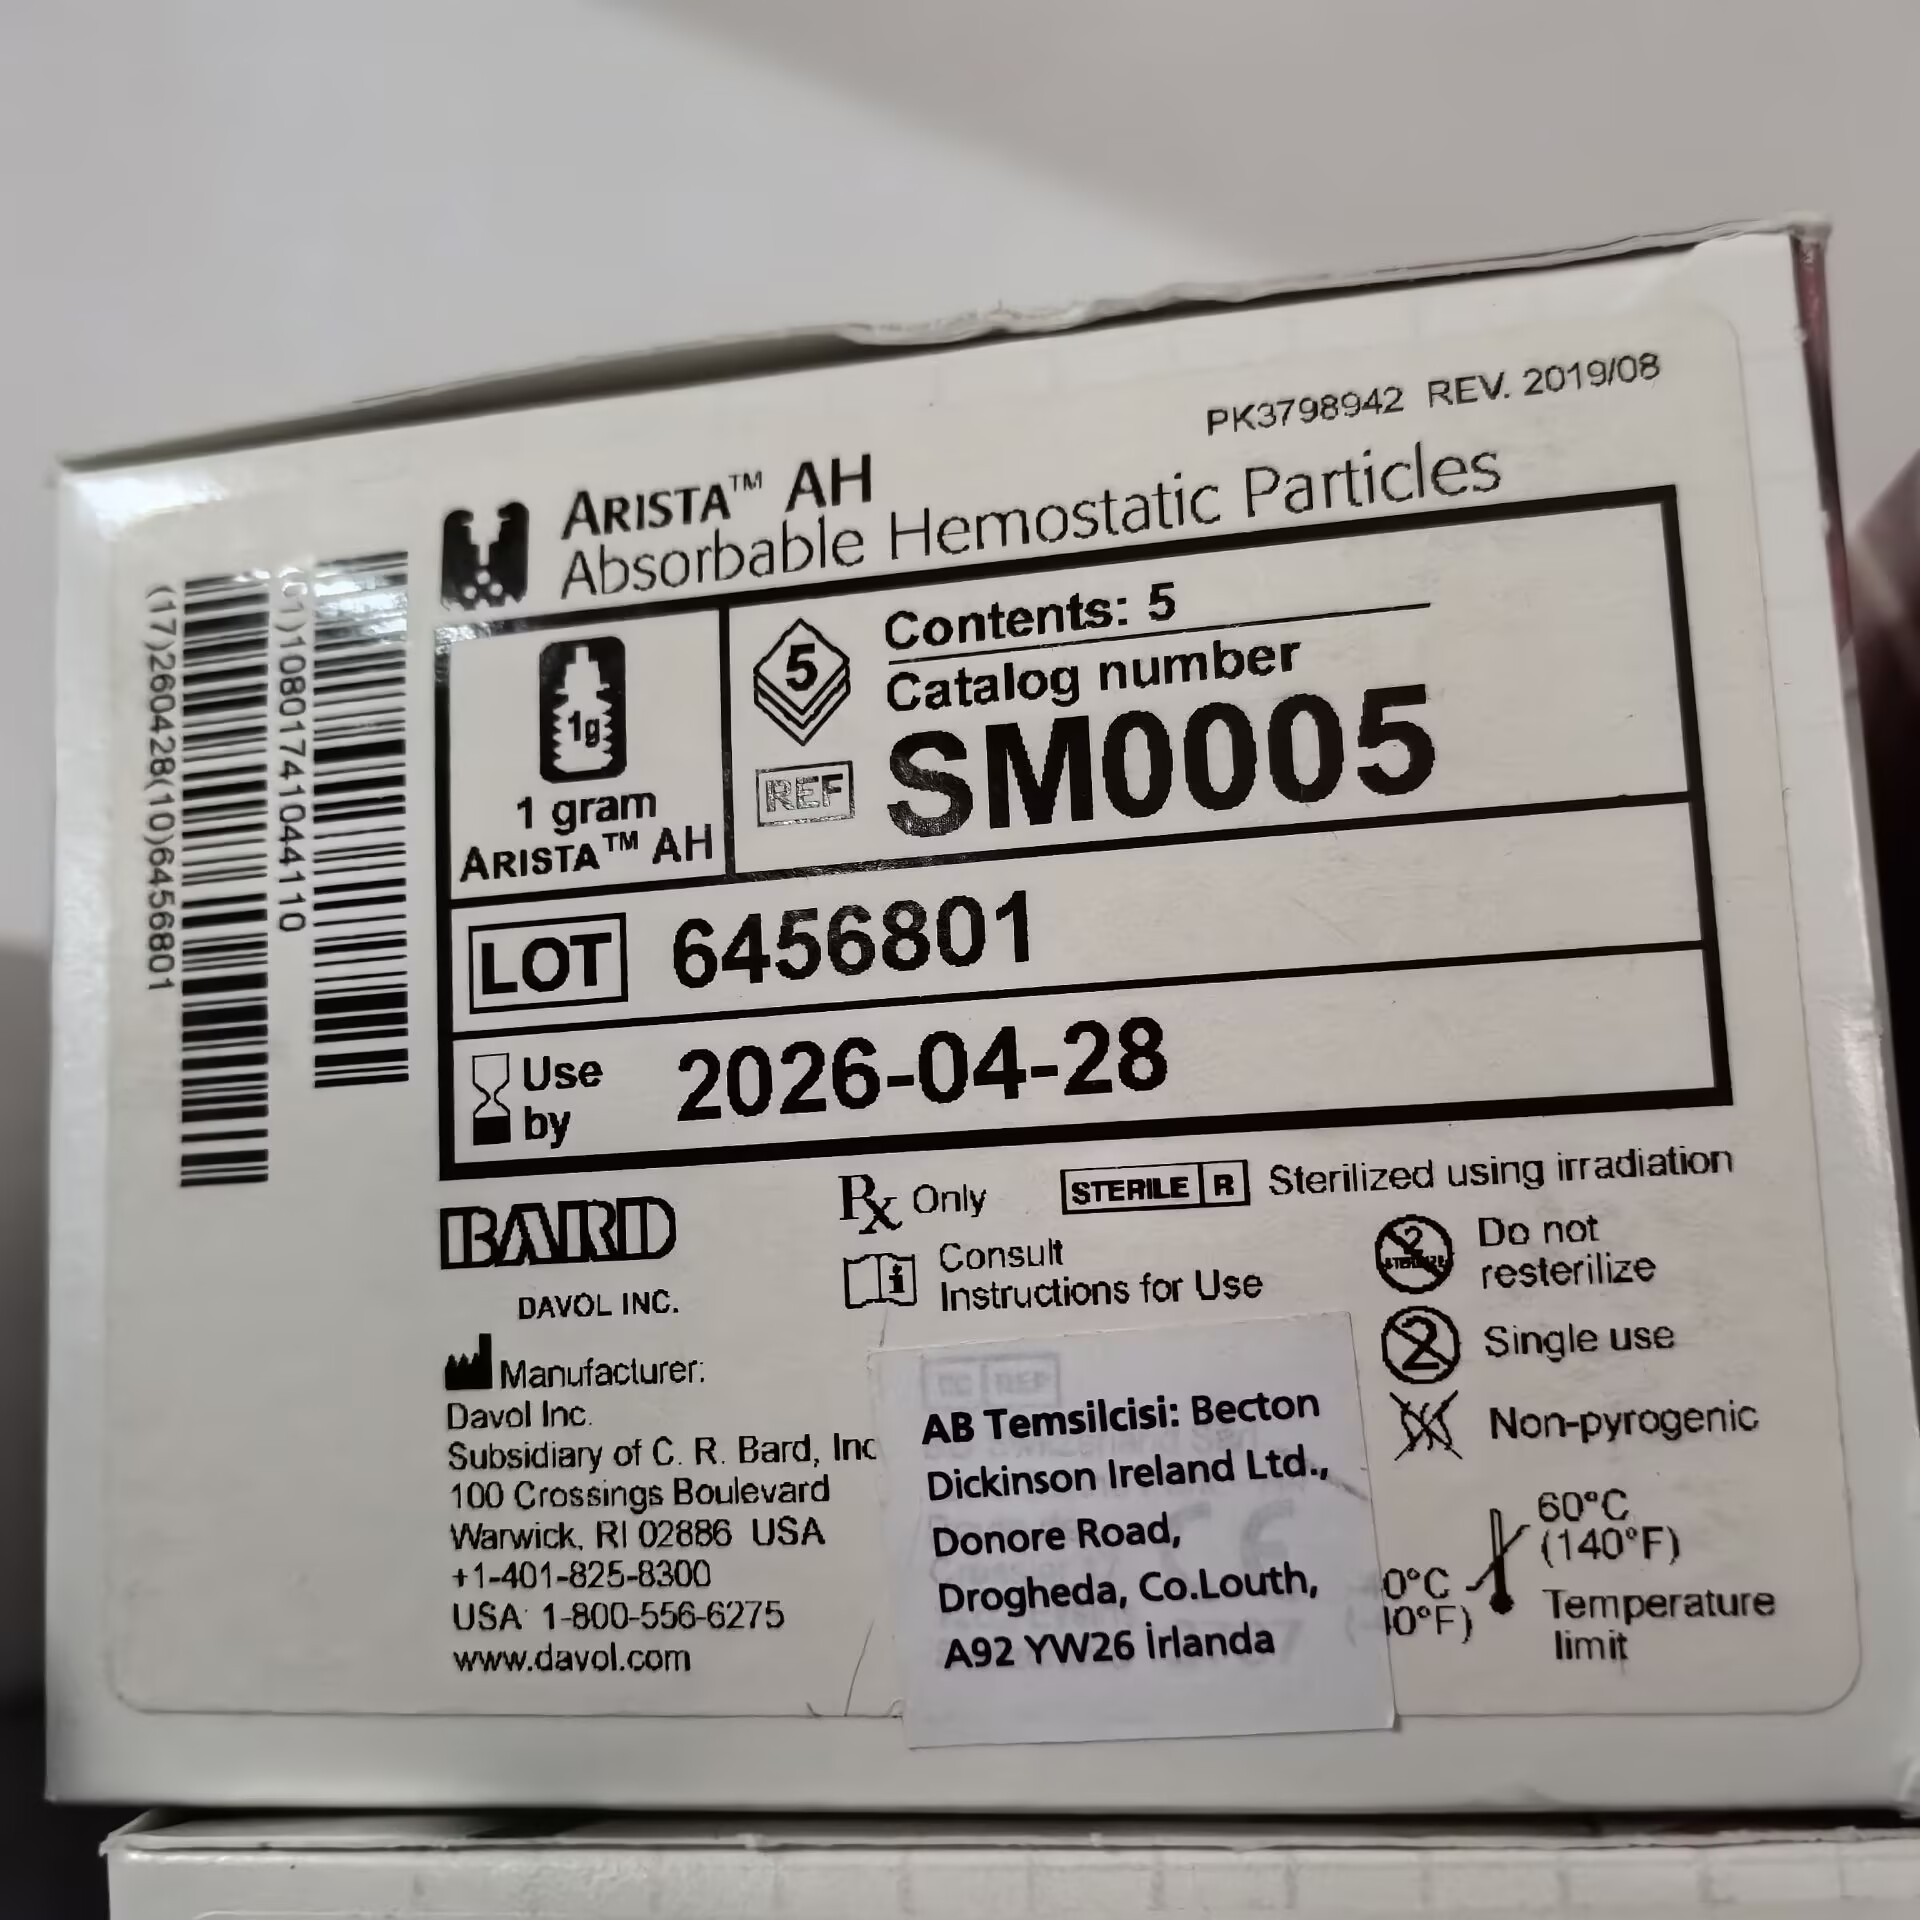 PK3798942 REV. 2019/08
ARISTA™ AH
Absorbable Hemostatic Particles
(17)260428(10)6456801
1)10801741044110
1g
1 gram
ARISTA™ AH
5
Contents: 5
Catalog number
REF SM0005
LOT 6456801
Use
by
2026-04-28
BARD
DAVOL INC.
Rx Only
STERILE R Sterilized using irradiation
Consult
Instructions for Use
Do not
resterilize
2
Single use
Non-pyrogenic
60°C
(140°F)
0°C
0°F)
Temperature
limit
Manufacturer:
Davol Inc.
Subsidiary of C. R. Bard, Inc
100 Crossings Boulevard
Warwick, RI 02886 USA
+1-401-825-8300
USA: 1-800-556-6275
www.davol.com
AB Temsilcisi: Becton
Dickinson Ireland Ltd.,
Donore Road,
Drogheda, Co.Louth,
A92 YW26 İrlanda